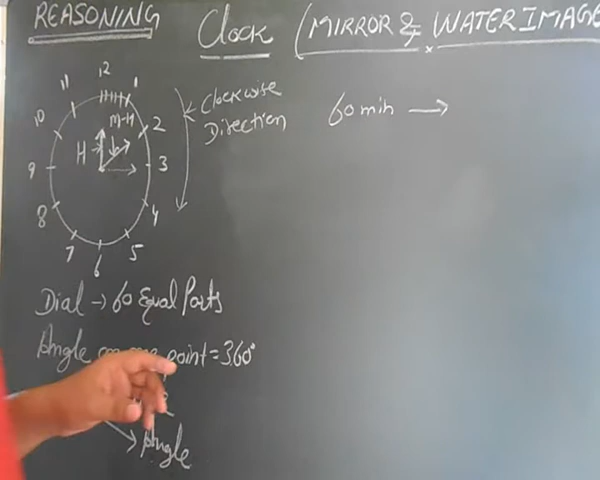 REASONING
Clock (MIRROR & WATER IMAGE
12
11
1
10
2
M-H
H
9
3
8
4
7
5
6
Clockwise
Direction
60 min →
Dial → 60 Equal Parts
Angle on one point = 360°
→ Angle